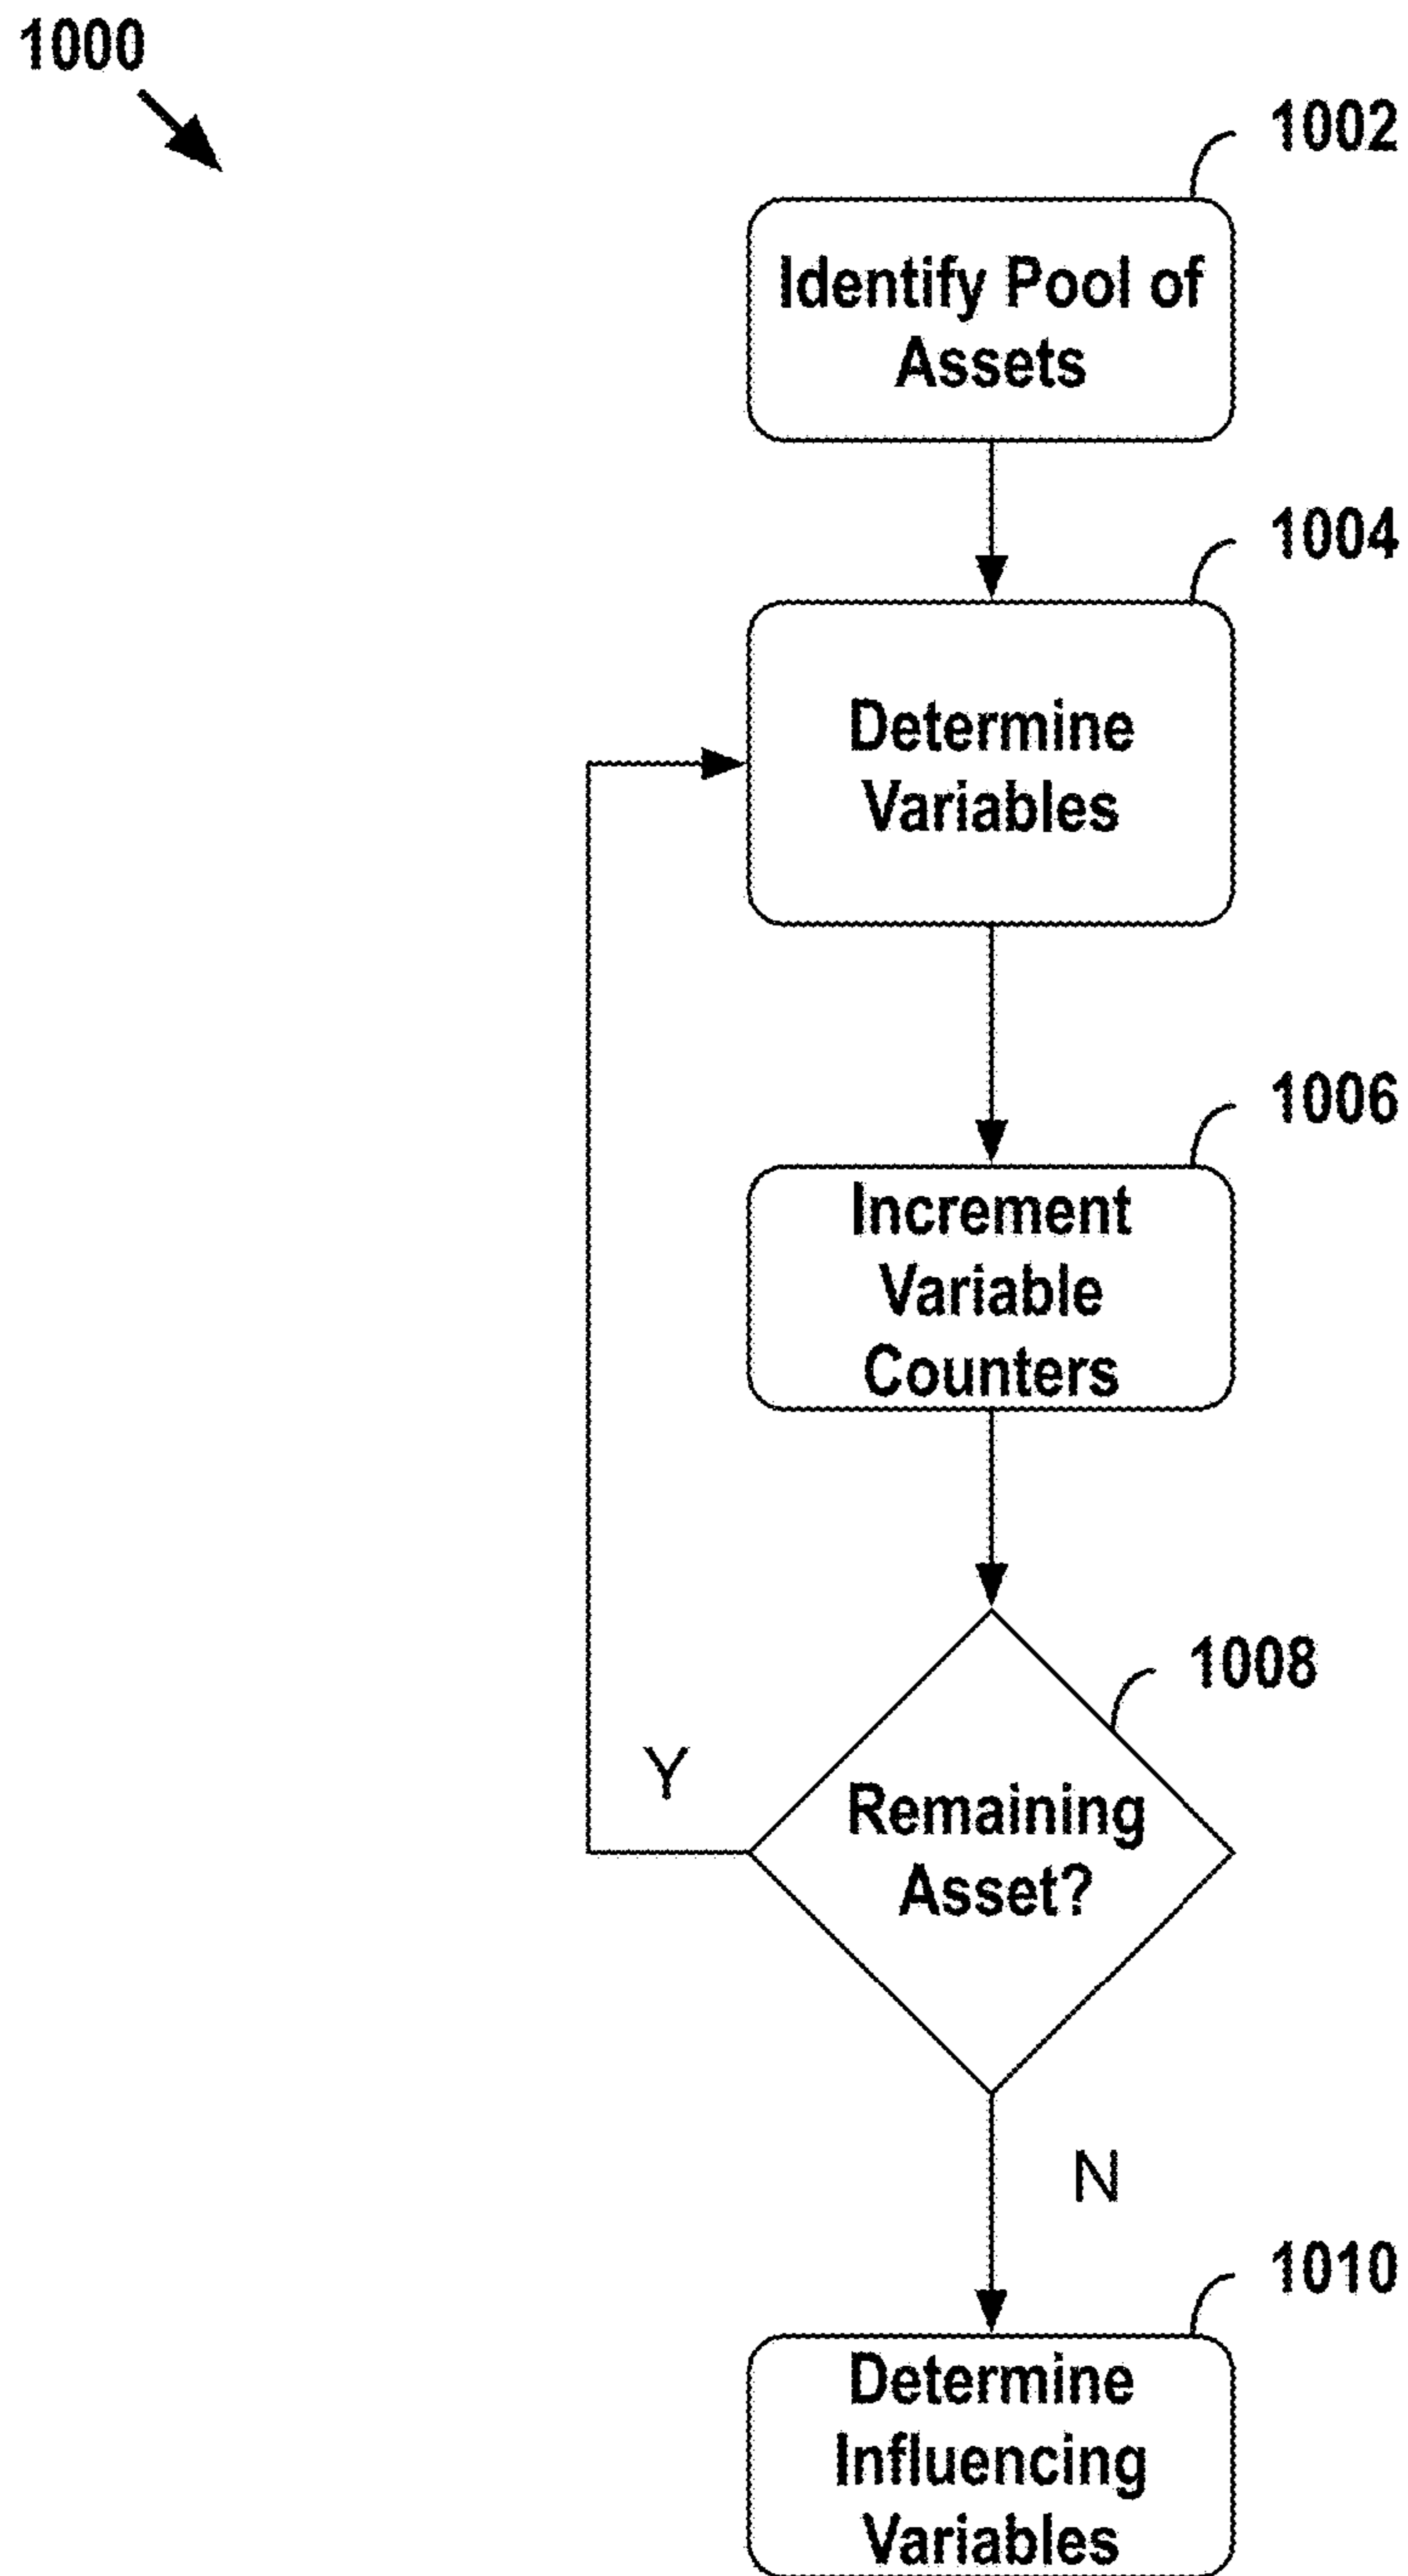 1000
1002
Identify Pool of
Assets
1004
Determine
Variables
1006
Increment
Variable
Counters
1008
Remaining
Asset?
Y
N
1010
Determine
Influencing
Variables